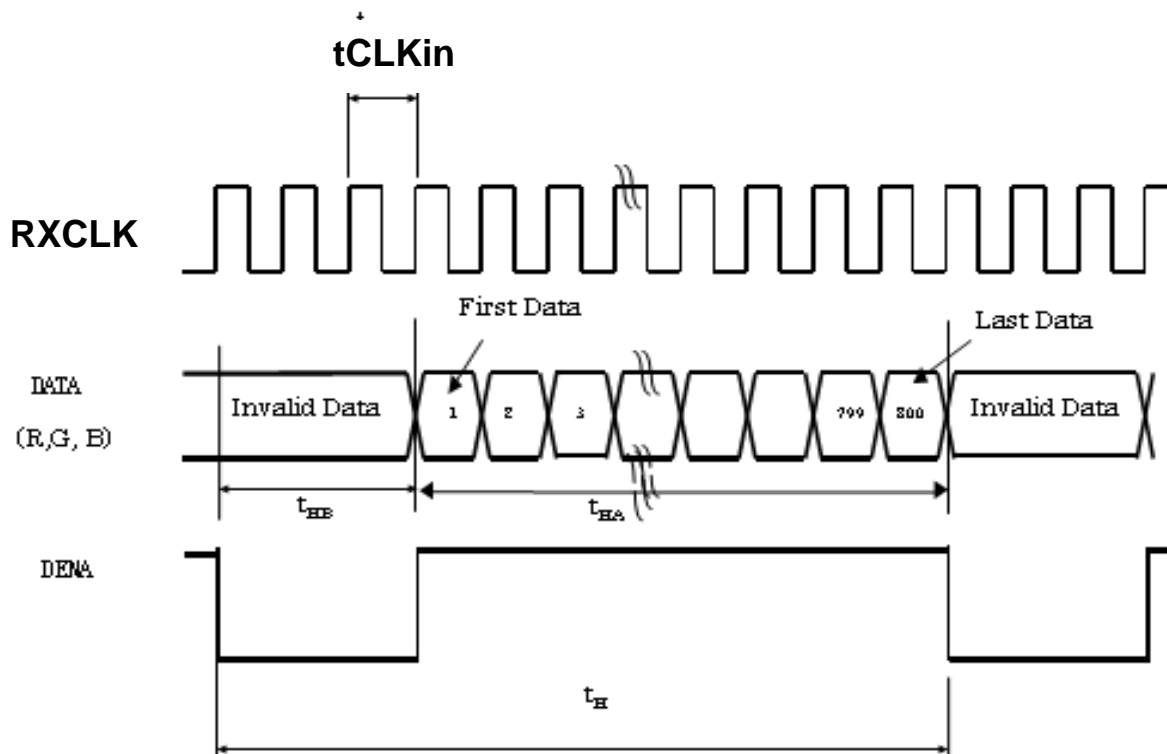 tCLKin
RXCLK
First Data
Last Data
DATA
(R,G, B)
Invalid Data
1
2
3
799
800
Invalid Data
tHB
tHA
DENA
tH